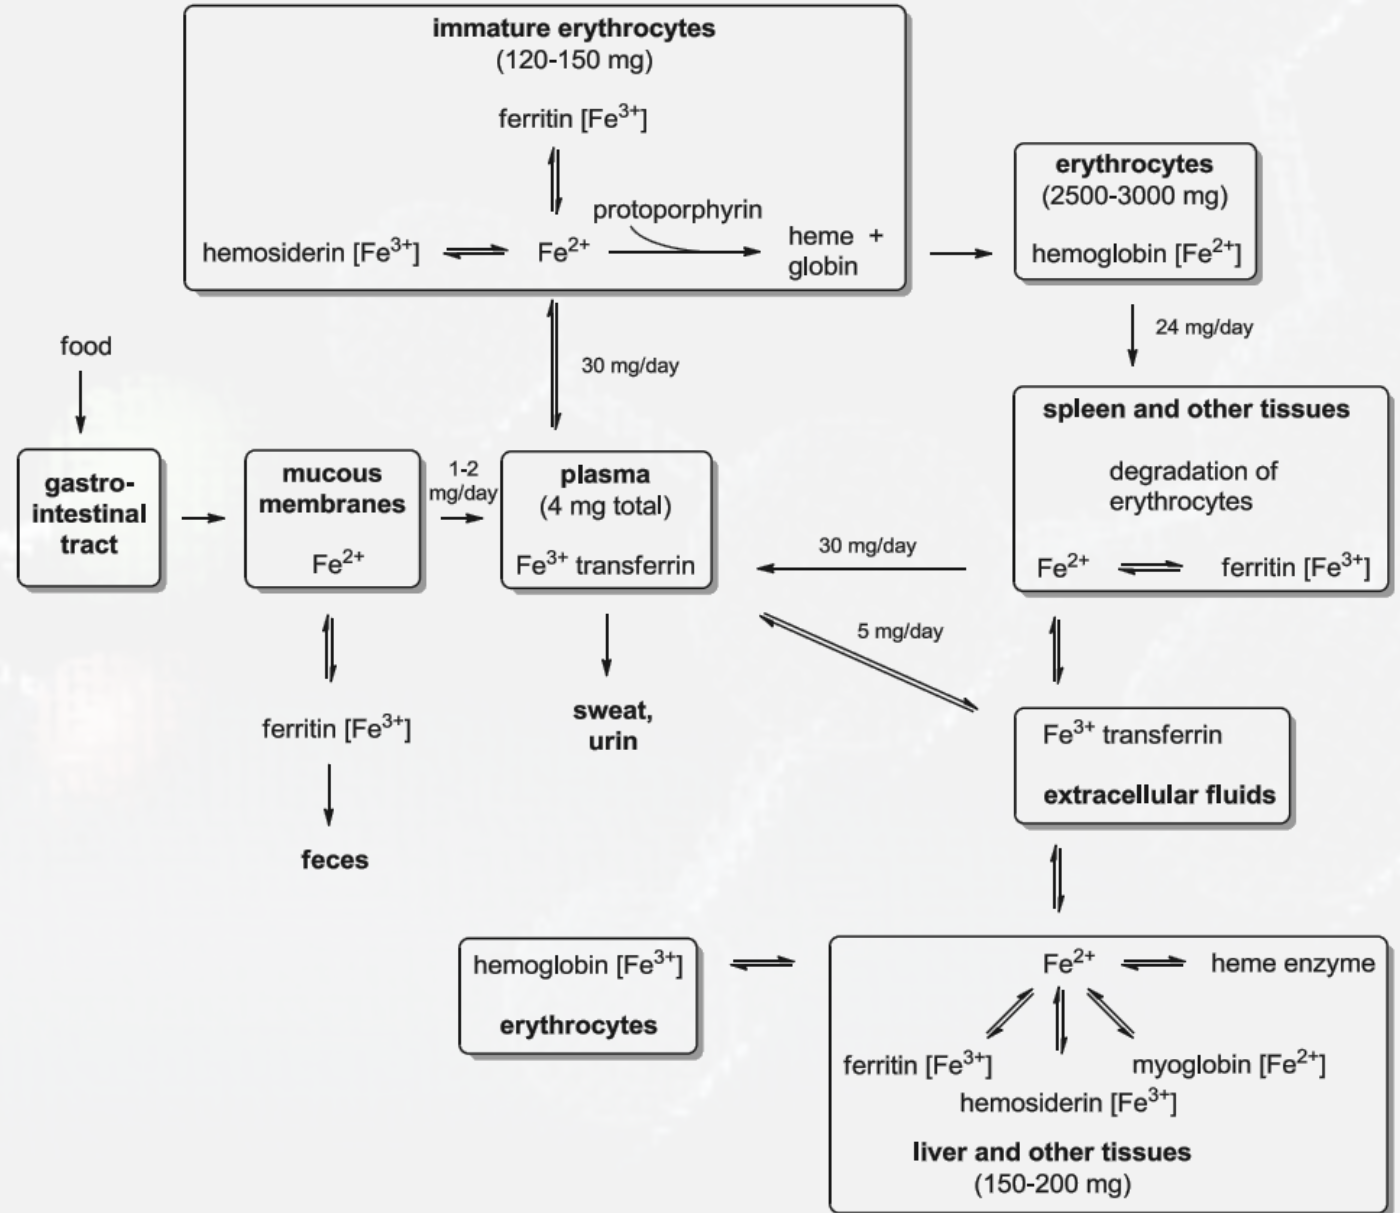 immature erythrocytes
(120-150 mg)
ferritin [Fe3+]
protoporphyrin
hemosiderin [Fe3+]
Fe2+
heme +
globin
erythrocytes
(2500-3000 mg)
hemoglobin [Fe2+]
24 mg/day
30 mg/day
food
gastro-
intestinal
tract
mucous
membranes
Fe2+
1-2
mg/day
plasma
(4 mg total)
Fe3+ transferrin
30 mg/day
spleen and other tissues
degradation of
erythrocytes
Fe2+
ferritin [Fe3+]
5 mg/day
ferritin [Fe3+]
feces
sweat,
urin
Fe3+ transferrin
extracellular fluids
hemoglobin [Fe3+]
erythrocytes
Fe2+
heme enzyme
ferritin [Fe3+]
myoglobin [Fe2+]
hemosiderin [Fe3+]
liver and other tissues
(150-200 mg)